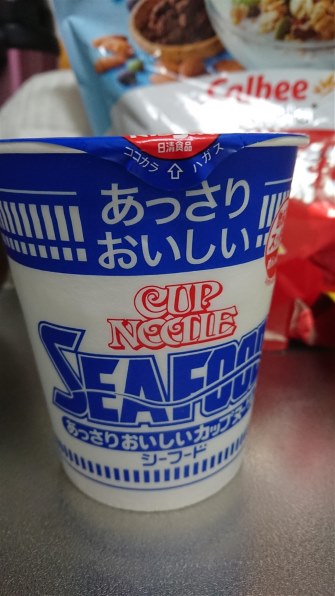 Calbee
日清食品
ココカラ ハガス
あっさり
おいしい
CUP
NOODLE
SEAFOO
あっさりおいしいカップヌ
シーフード